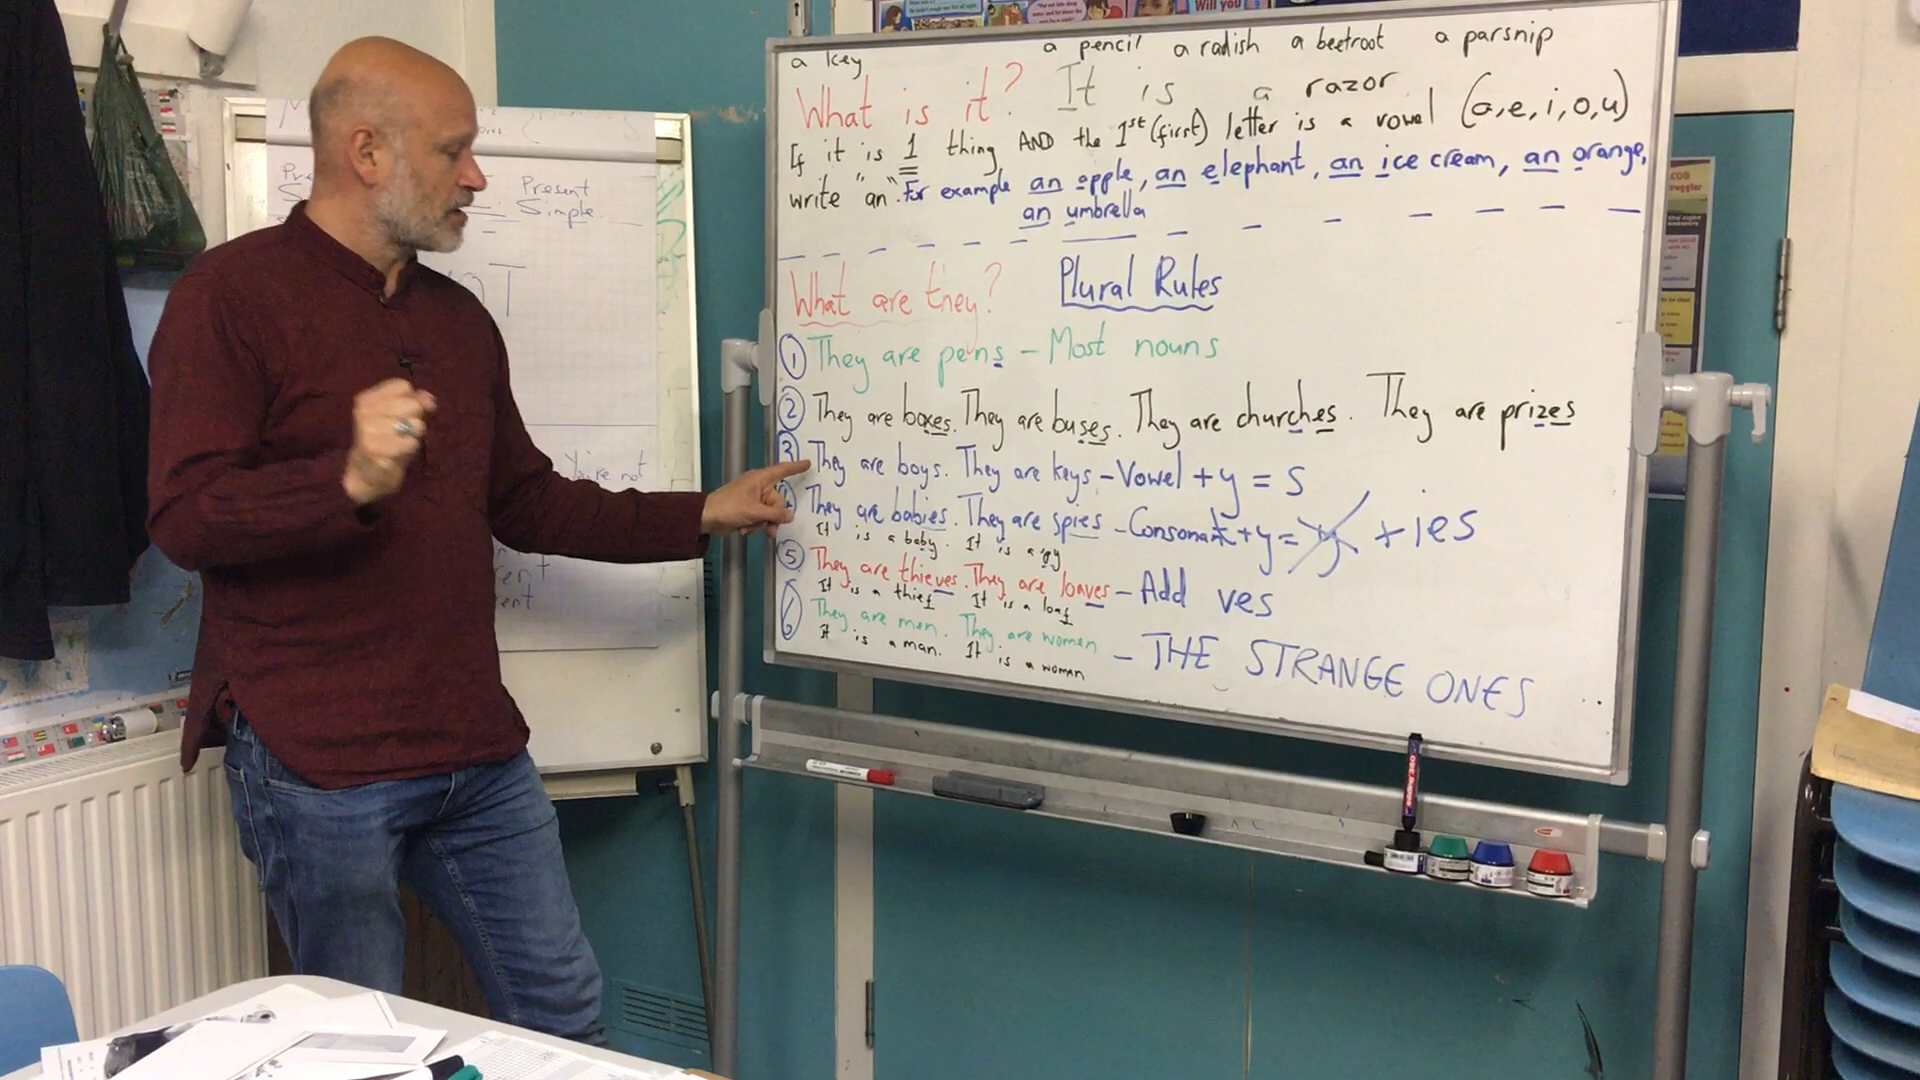 a key a pencil a radish a beetroot a parsnip
What is it? It is a razor
If it is 1 thing AND the 1st (first) letter is a vowel (a,e,i,o,u)
write "an". For example an apple, an elephant, an ice cream, an orange,
an umbrella
What are they? Plural Rules
1 They are pens - Most nouns
2 They are boxes. They are buses. They are churches. They are prizes
3 They are boys. They are keys - Vowel + y = s
4 They are babies. They are spies - Consonant + y = y + ies
It is a baby. It is a spy
5 They are thieves. They are loaves - Add ves
It is a thief It is a loaf
6 They are men. They are women - THE STRANGE ONES
It is a man. It is a woman
Present
Simple.
You're not
Will you